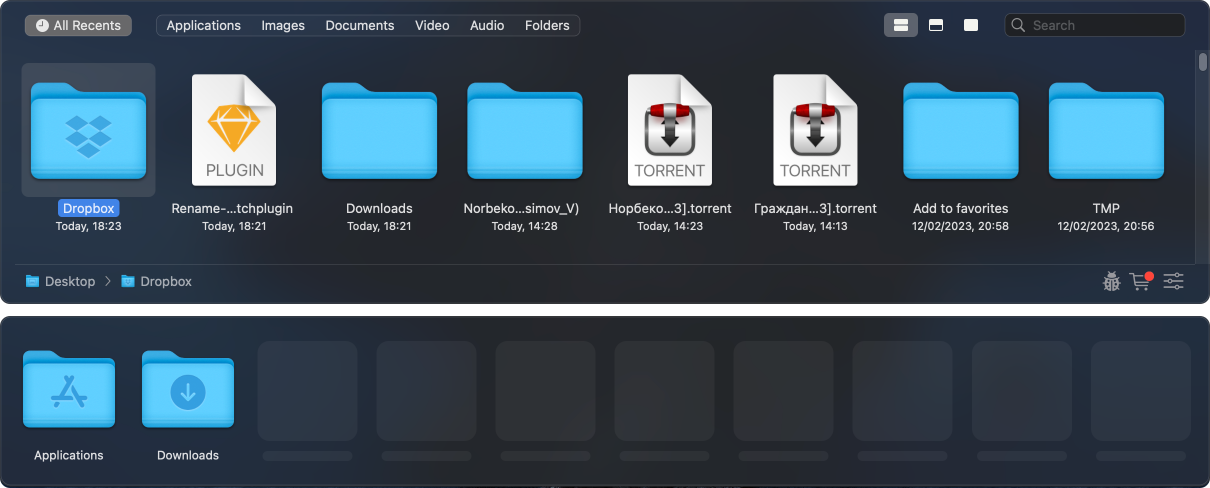 All Recents Applications Images Documents Video Audio Folders Search
PLUGIN TORRENT TORRENT
Dropbox Rename-...tchplugin Downloads Norbeko...simov_V) Норбеко...3].torrent Граждан...3].torrent Add to favorites TMP
Today, 18:23 Today, 18:21 Today, 18:21 Today, 14:28 Today, 14:23 Today, 14:13 12/02/2023, 20:58 12/02/2023, 20:56
Desktop Dropbox
Applications Downloads